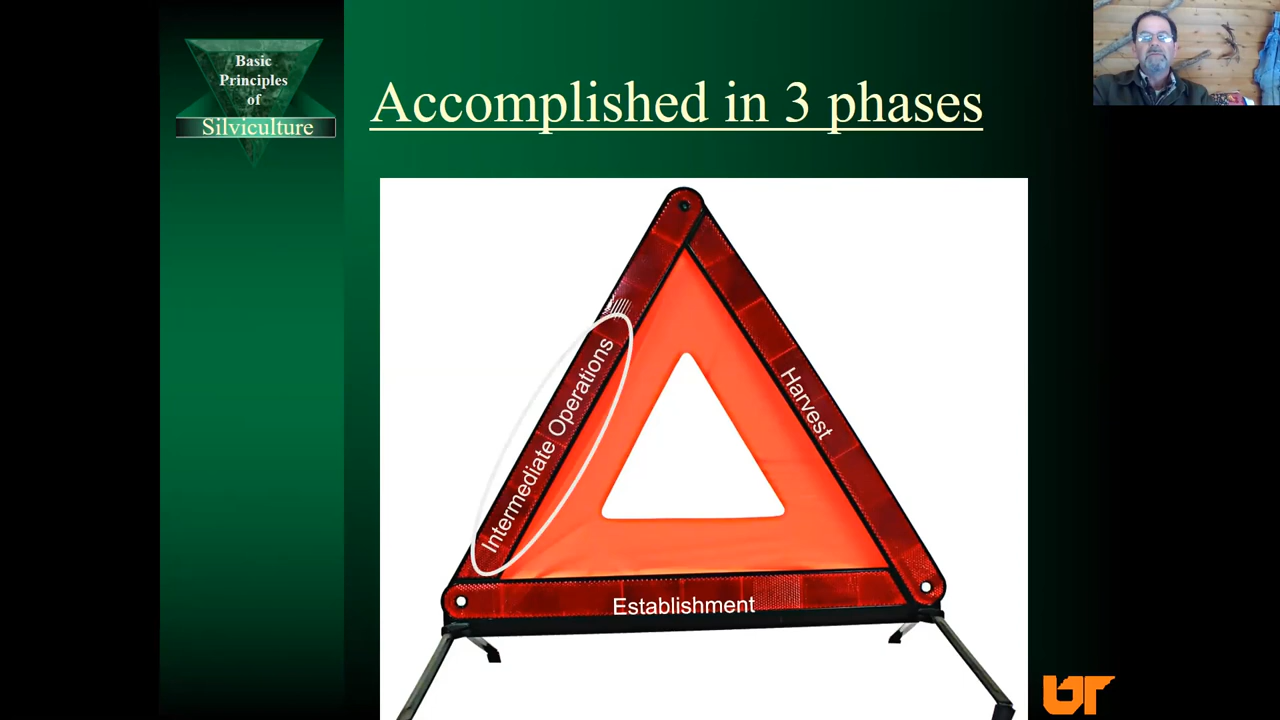 Basic
Principles
of
Silviculture
Accomplished in 3 phases
Intermediate Operations
Harvest
Establishment
UT